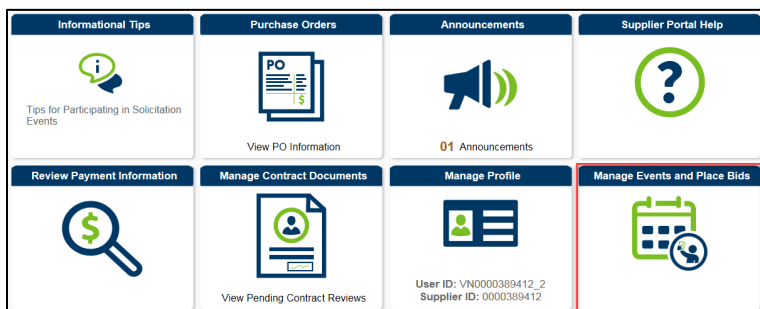 Informational Tips
Purchase Orders
Announcements
Supplier Portal Help
i
PO
$
?
Tips for Participating in Solicitation
Events
View PO Information
01 Announcements
Review Payment Information
Manage Contract Documents
Manage Profile
Manage Events and Place Bids
$
View Pending Contract Reviews
User ID: VN0000389412_2
Supplier ID: 0000389412